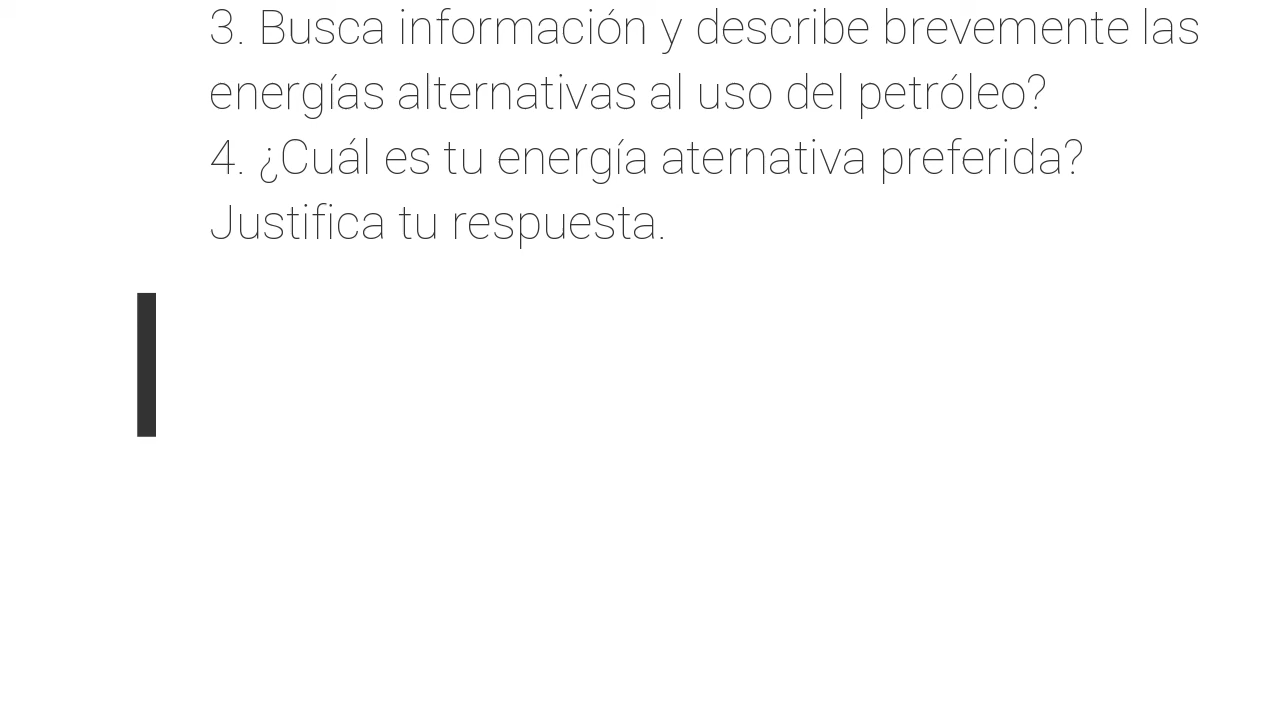 3. Busca información y describe brevemente las
energías alternativas al uso del petróleo?
4. ¿Cuál es tu energía aternativa preferida?
Justifica tu respuesta.